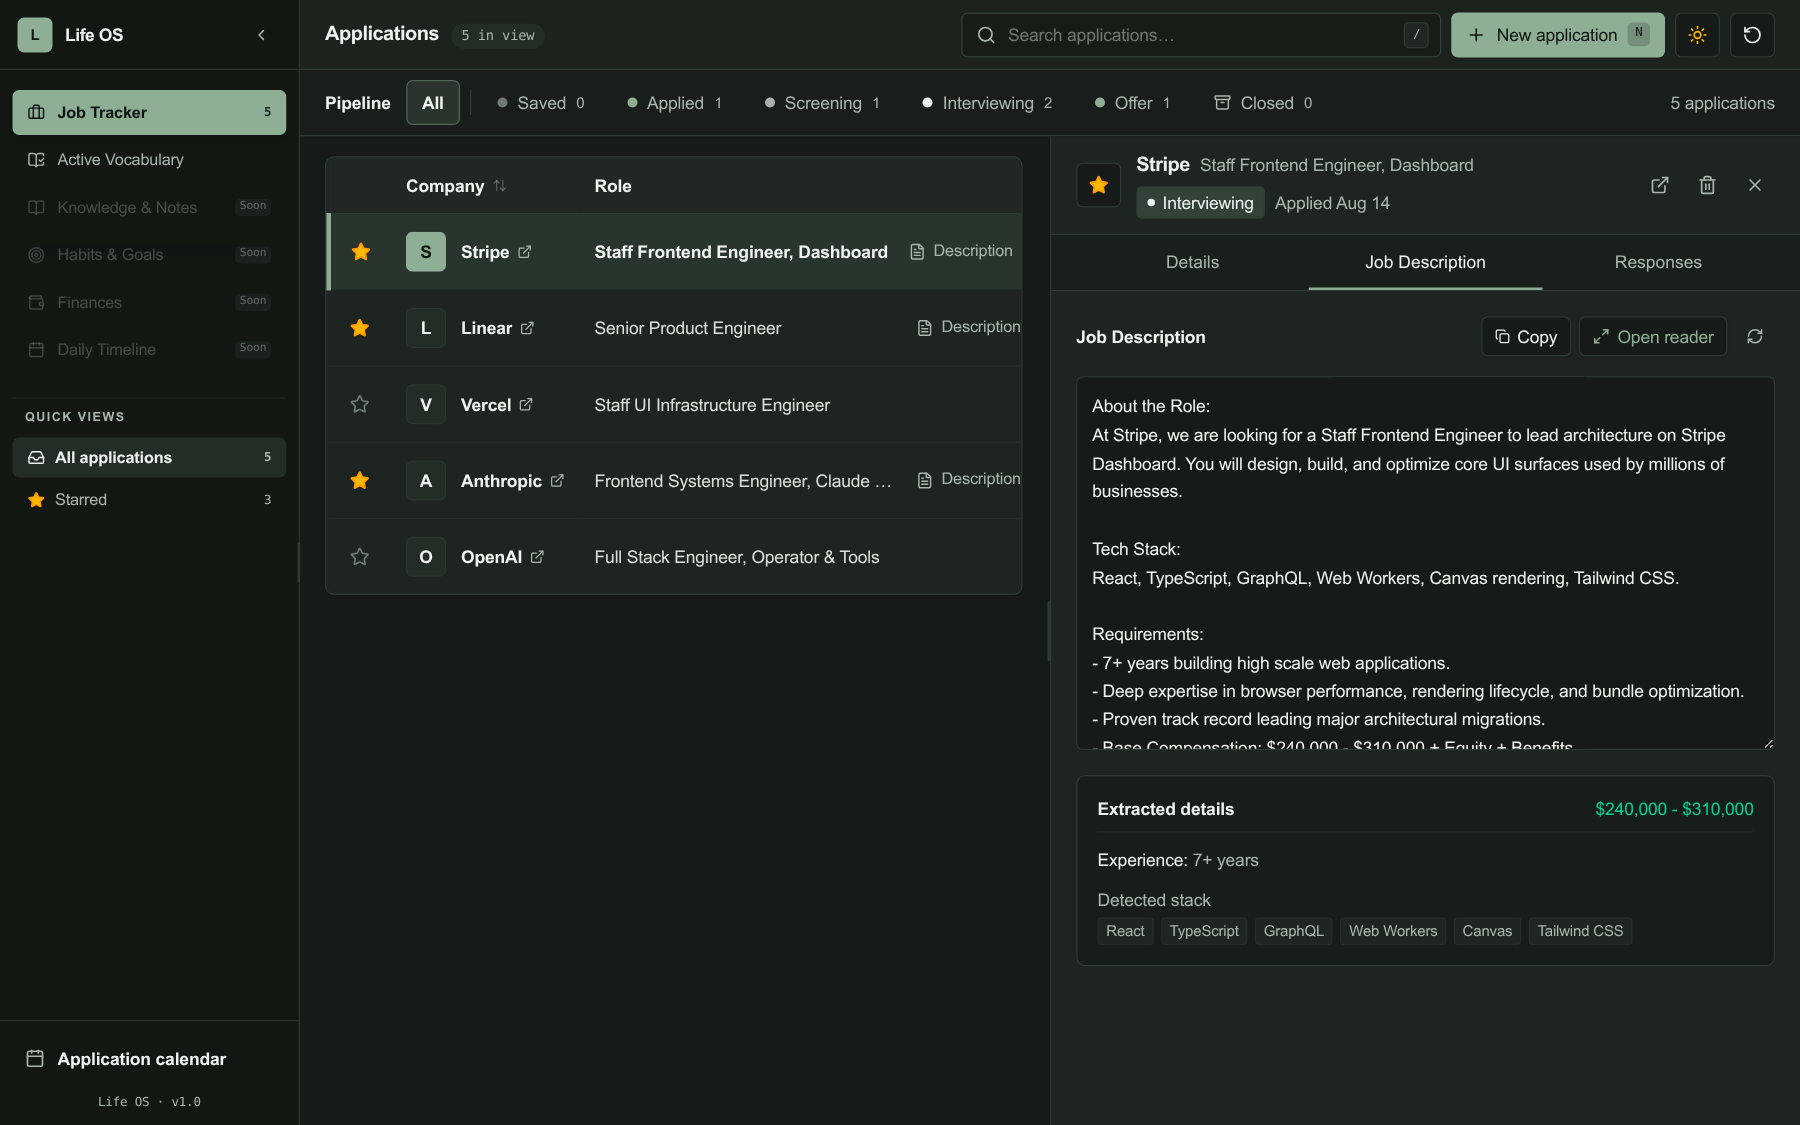 L Life OS
Applications 5 in view
Search applications… /
New application N
Job Tracker 5
Active Vocabulary
Knowledge & Notes Soon
Habits & Goals Soon
Finances Soon
Daily Timeline Soon
QUICK VIEWS
All applications 5
Starred 3
Application calendar
Life OS · v1.0
Pipeline All Saved 0 Applied 1 Screening 1 Interviewing 2 Offer 1 Closed 0 5 applications
Company Role
S Stripe Staff Frontend Engineer, Dashboard Description
L Linear Senior Product Engineer Description
V Vercel Staff UI Infrastructure Engineer
A Anthropic Frontend Systems Engineer, Claude … Description
O OpenAI Full Stack Engineer, Operator & Tools
Stripe Staff Frontend Engineer, Dashboard
Interviewing Applied Aug 14
Details Job Description Responses
Job Description Copy Open reader
About the Role:
At Stripe, we are looking for a Staff Frontend Engineer to lead architecture on Stripe
Dashboard. You will design, build, and optimize core UI surfaces used by millions of
businesses.
Tech Stack:
React, TypeScript, GraphQL, Web Workers, Canvas rendering, Tailwind CSS.
Requirements:
- 7+ years building high scale web applications.
- Deep expertise in browser performance, rendering lifecycle, and bundle optimization.
- Proven track record leading major architectural migrations.
- Base Compensation: $240,000 - $310,000 + Equity + Benefits
Extracted details $240,000 - $310,000
Experience: 7+ years
Detected stack
React TypeScript GraphQL Web Workers Canvas Tailwind CSS